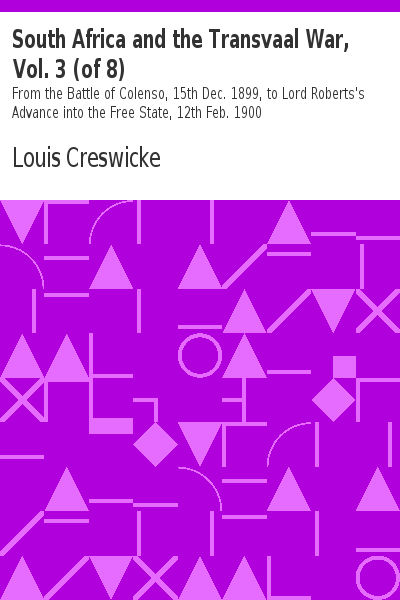 South Africa and the Transvaal War,
Vol. 3 (of 8)
From the Battle of Colenso, 15th Dec. 1899, to Lord Roberts's
Advance into the Free State, 12th Feb. 1900
Louis Creswicke